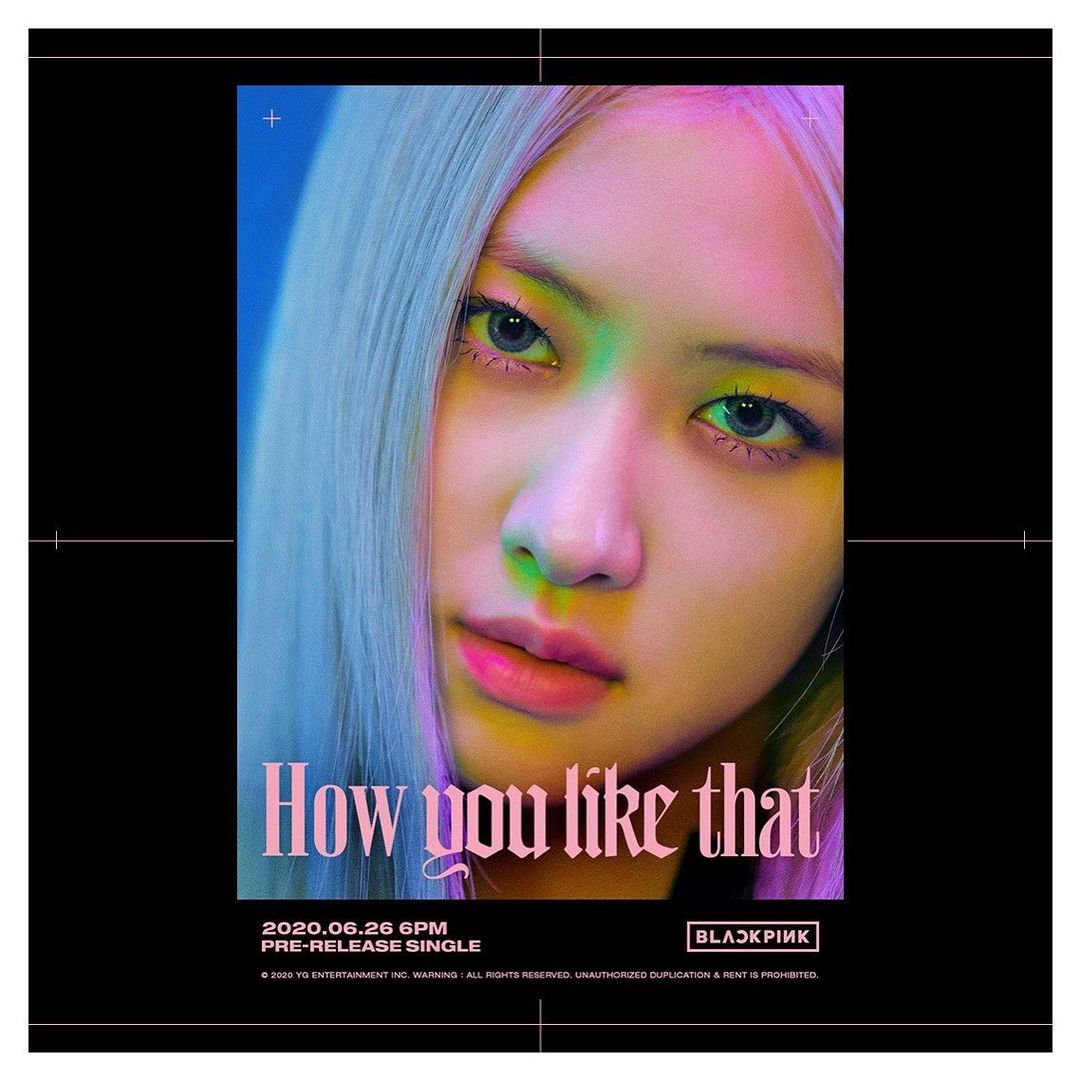 How you like that
2020.06.26 6PM
PRE-RELEASE SINGLE
BLACKPINK
© 2020 YG ENTERTAINMENT INC. WARNING : ALL RIGHTS RESERVED. UNAUTHORIZED DUPLICATION & RENT IS PROHIBITED.